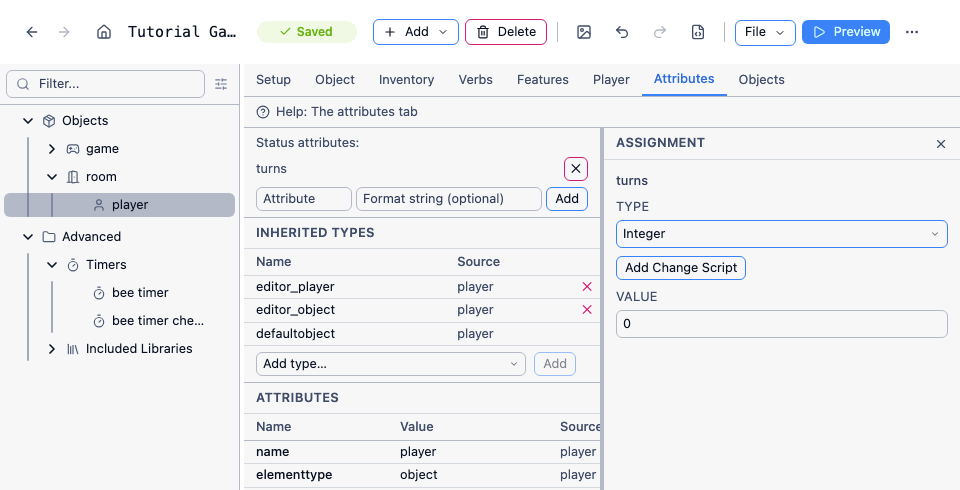 Tutorial Ga...
Saved
Add
Delete
File
Preview
Filter...
Setup
Object
Inventory
Verbs
Features
Player
Attributes
Objects
Help: The attributes tab
Objects
game
room
player
Advanced
Timers
bee timer
bee timer che...
Included Libraries
Status attributes:
turns
Attribute
Format string (optional)
Add
INHERITED TYPES
Name Source
editor_player player
editor_object player
defaultobject player
Add type... Add
ATTRIBUTES
Name Value Source
name player player
elementtype object player
ASSIGNMENT
turns
TYPE
Integer
Add Change Script
VALUE
0